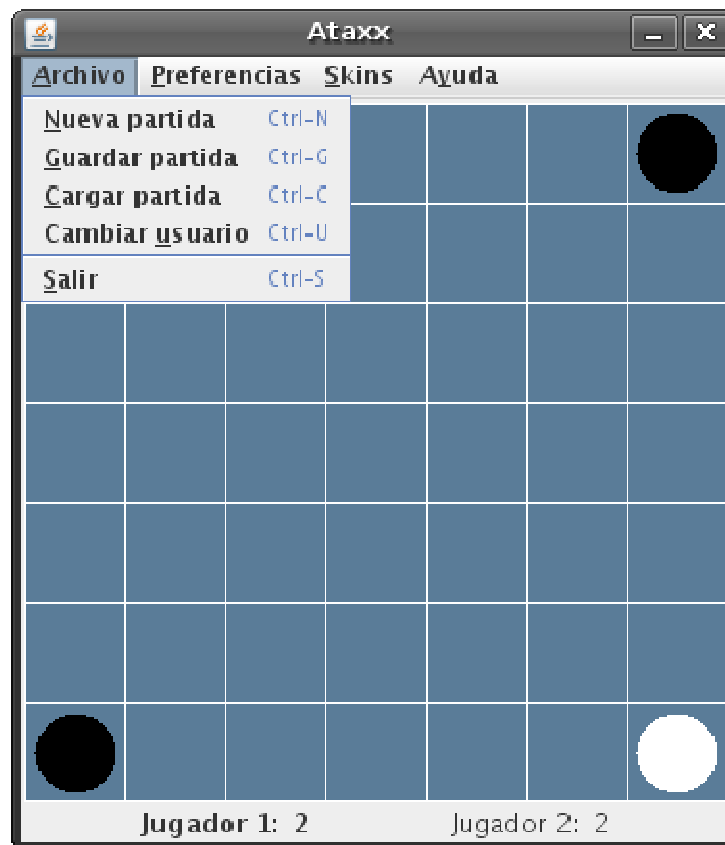 Ataxx
Archivo Preferencias Skins Ayuda
Nueva partida Ctrl-N
Guardar partida Ctrl-G
Cargar partida Ctrl-C
Cambiar usuario Ctrl-U
Salir Ctrl-S
Jugador 1: 2 Jugador 2: 2